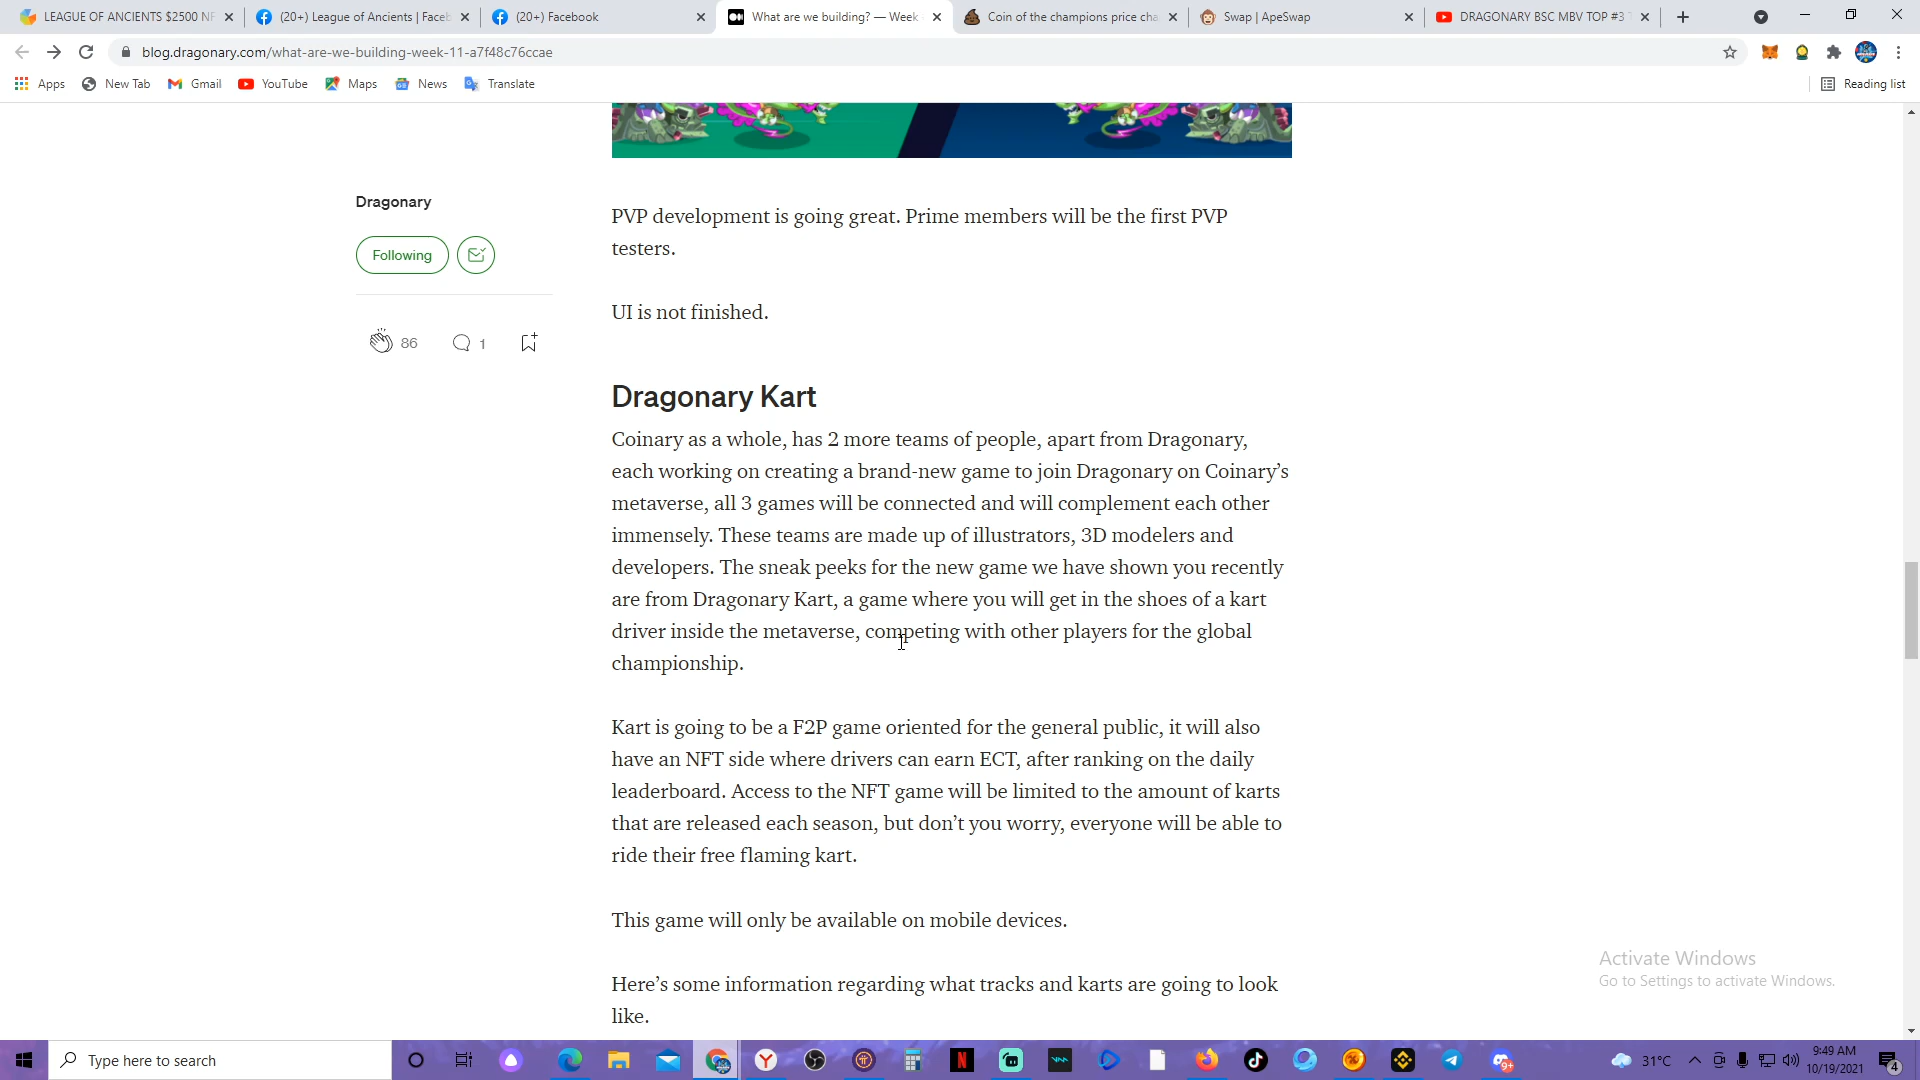 LEAGUE OF ANCIENTS $2500 NF
(20+) League of Ancients | Faceb
(20+) Facebook
What are we building? — Week
Coin of the champions price cha
Swap | ApeSwap
DRAGONARY BSC MBV TOP #3 T
blog.dragonary.com/what-are-we-building-week-11-a7f48c76ccae
Apps
New Tab
Gmail
YouTube
Maps
News
Translate
Reading list
Dragonary
Following
86
1
PVP development is going great. Prime members will be the first PVP
testers.
UI is not finished.
Dragonary Kart
Coinary as a whole, has 2 more teams of people, apart from Dragonary,
each working on creating a brand-new game to join Dragonary on Coinary’s
metaverse, all 3 games will be connected and will complement each other
immensely. These teams are made up of illustrators, 3D modelers and
developers. The sneak peeks for the new game we have shown you recently
are from Dragonary Kart, a game where you will get in the shoes of a kart
driver inside the metaverse, competing with other players for the global
championship.
Kart is going to be a F2P game oriented for the general public, it will also
have an NFT side where drivers can earn ECT, after ranking on the daily
leaderboard. Access to the NFT game will be limited to the amount of karts
that are released each season, but don’t you worry, everyone will be able to
ride their free flaming kart.
This game will only be available on mobile devices.
Here’s some information regarding what tracks and karts are going to look
like.
Activate Windows
Go to Settings to activate Windows.
Type here to search
9+
31°C
9:49 AM
10/19/2021
4